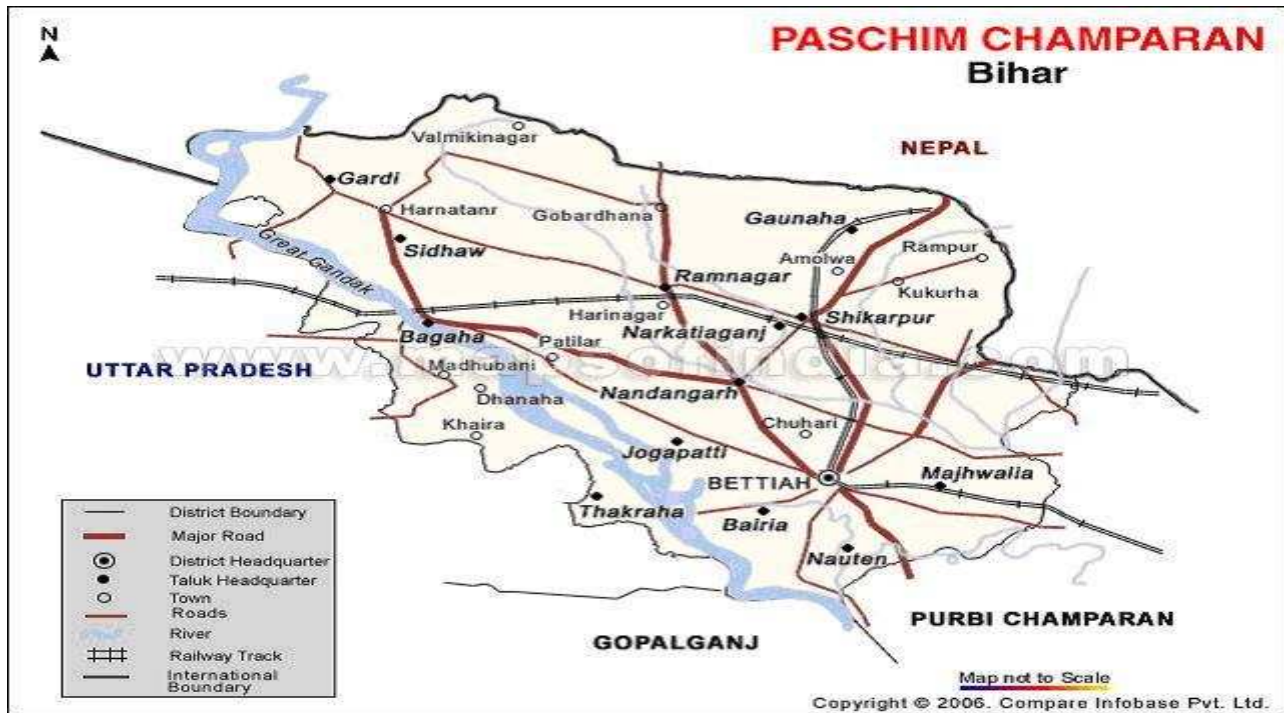 N
PASCHIM CHAMPARAN
Bihar
Valmikinagar
NEPAL
Gardi
Harnatanr
Gobardhana
Gaunaha
Great Gandak
Sidhaw
Amolwa
Rampur
Ramnagar
Kukurha
Harinagar
Narkatiaganj
Shikarpur
Bagaha
Patilar
www.mapsofindia.com
UTTAR PRADESH
Madhubani
Dhanaha
Nandangarh
Khaira
Chuhari
Jogapatti
BETTIAH
Majhwalia
Thakraha
Bairia
Nauten
District Boundary
Major Road
District Headquarter
Taluk Headquarter
Town
Roads
River
Railway Track
International
Boundary
PURBI CHAMPARAN
GOPALGANJ
Map not to Scale
Copyright © 2006. Compare Infobase Pvt. Ltd.